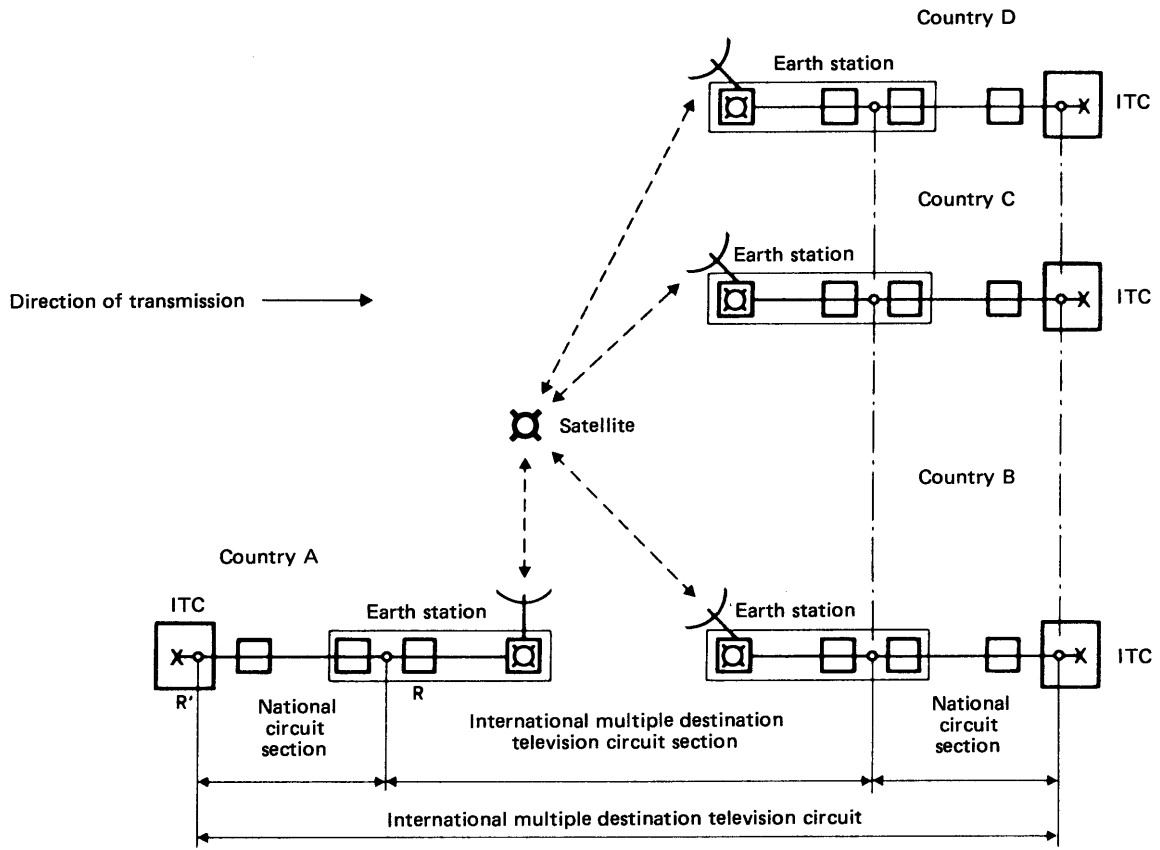 Country D
Earth station
ITC
Country C
Earth station
Direction of transmission
ITC
Satellite
Country B
Country A
ITC
Earth station
Earth station
ITC
R'
R
National
circuit
section
International multiple destination
television circuit section
National
circuit
section
International multiple destination television circuit